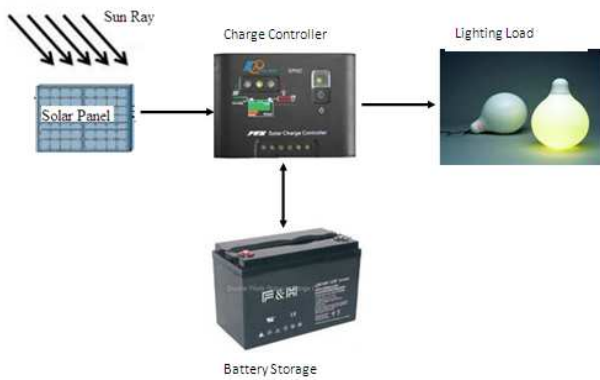 Sun Ray
Charge Controller
Lighting Load
Solar Panel
Solar Charge Controller
F&H
Battery Storage